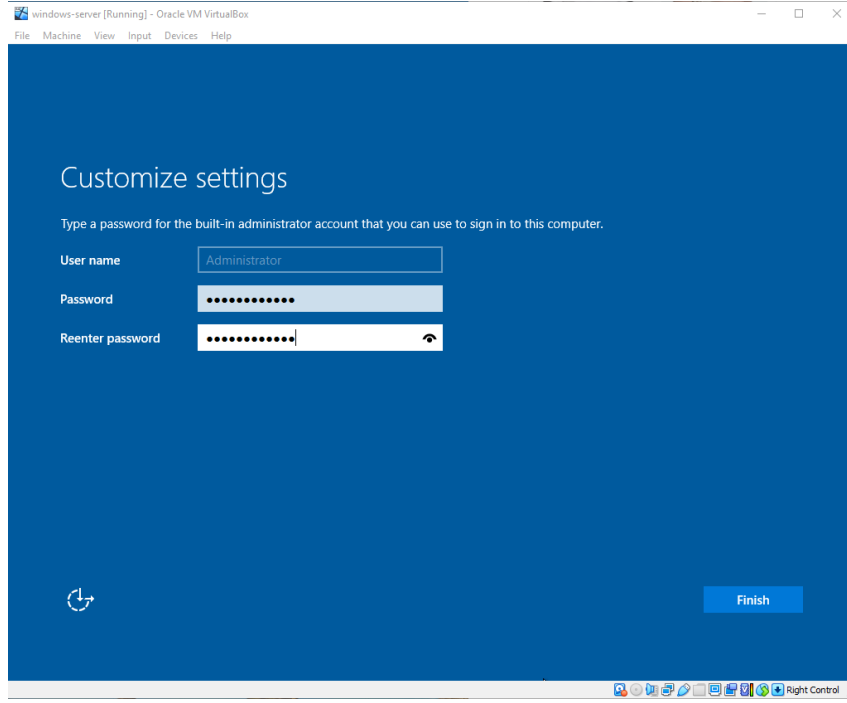 windows-server [Running] - Oracle VM VirtualBox
File Machine View Input Devices Help
Customize settings
Type a password for the built-in administrator account that you can use to sign in to this computer.
User name Administrator
Password ●●●●●●●●●●●●
Reenter password ●●●●●●●●●●●●
Finish
Right Control